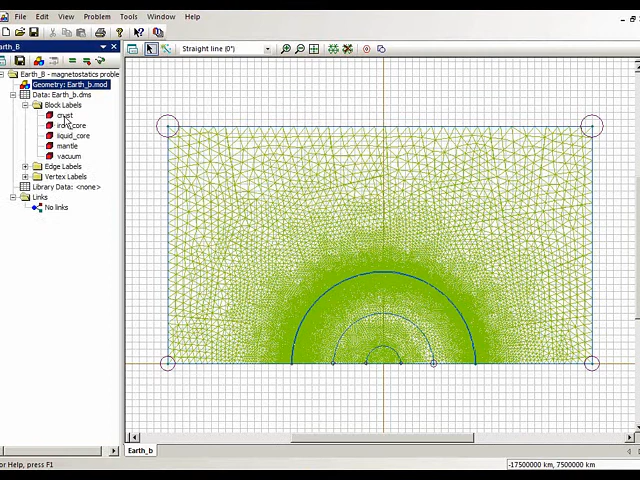 File Edit View Problem Tools Window Help
Straight line (0°)
Earth_B
Earth_B - magnetostatics proble
Geometry: Earth_b.mod
Data: Earth_b.dms
Block Labels
crust
iron_core
liquid_core
mantle
vacuum
Edge Labels
Vertex Labels
Library Data: <none>
Links
No links
Earth_b
or Help, press F1
-17500000 km, 7500000 km